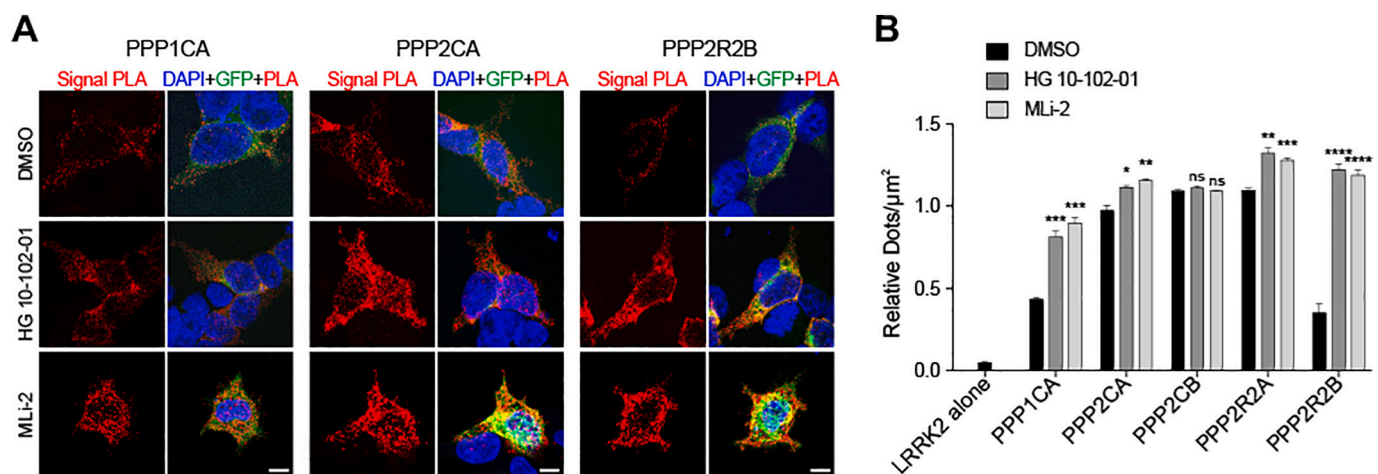 A
PPP1CA PPP2CA PPP2R2B
Signal PLA DAPI+GFP+PLA Signal PLA DAPI+GFP+PLA Signal PLA DAPI+GFP+PLA
DMSO
HG 10-102-01
MLi-2
B
DMSO
HG 10-102-01
MLi-2
Relative Dots/µm²
1.5
1.0
0.5
0.0
*** ***
* **
ns ns
** ***
**** ****
LRRK2 alone
PPP1CA
PPP2CA
PPP2CB
PPP2R2A
PPP2R2B